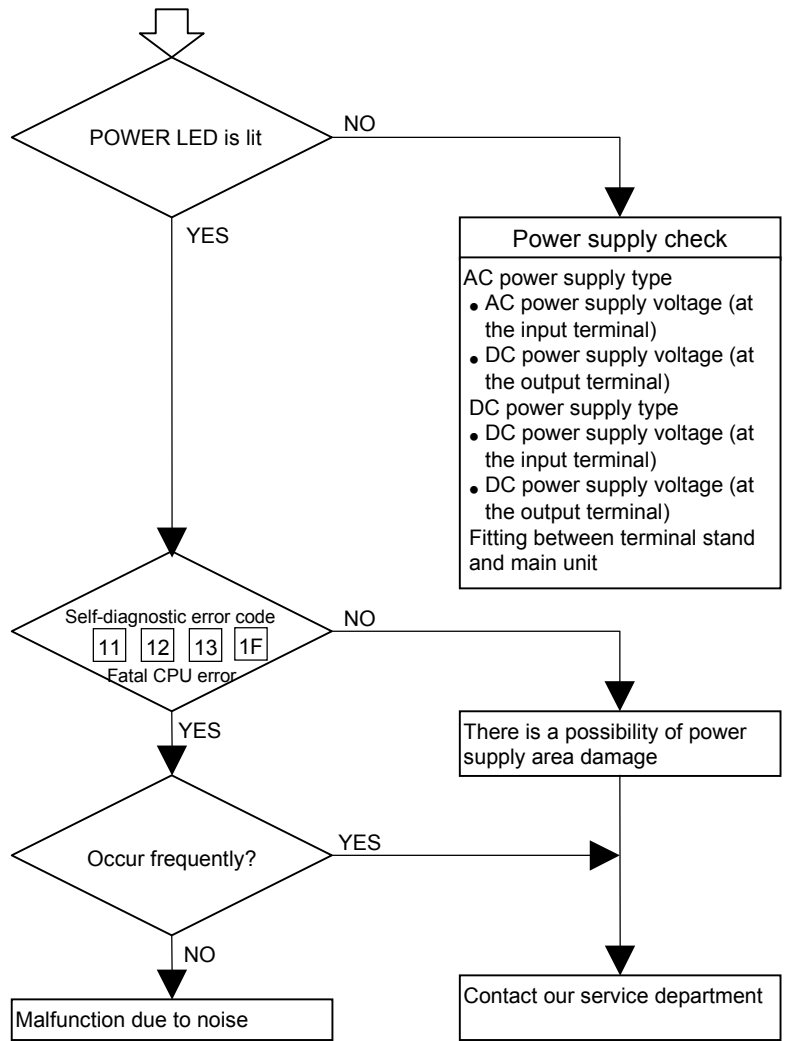 POWER LED is lit
NO
YES
Power supply check
AC power supply type
• AC power supply voltage (at
the input terminal)
• DC power supply voltage (at
the output terminal)
DC power supply type
• DC power supply voltage (at
the input terminal)
• DC power supply voltage (at
the output terminal)
Fitting between terminal stand
and main unit
Self-diagnostic error code
11 12 13 1F
Fatal CPU error
NO
YES
There is a possibility of power
supply area damage
Occur frequently?
YES
NO
Malfunction due to noise
Contact our service department